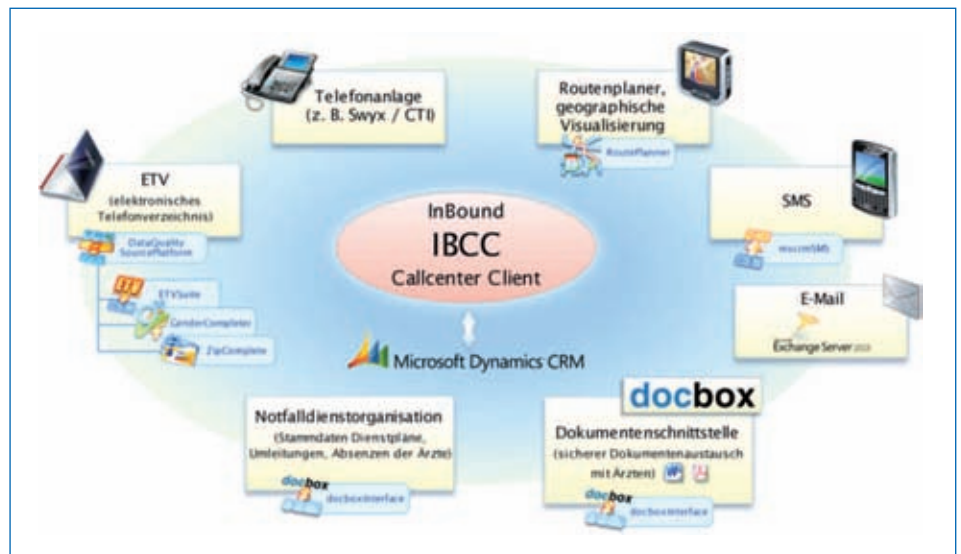 Telefonanlage
(z. B. Swyx / CTI)
Routenplaner,
geographische
Visualisierung
RoutePlanner
ETV
(elektronisches
Telefonverzeichnis)
DataQuality
SourcePlatform
ETVSuite
GenderCompleter
ZipComplete
InBound
IBCC
Callcenter Client
SMS
mscrmSMS
E-Mail
Exchange Server 2010
Microsoft Dynamics CRM
Notfalldienstorganisation
(Stammdaten Dienstpläne,
Umleitungen, Absenzen der Ärzte)
docbox
docboxInterface
docbox
Dokumentenschnittstelle
(sicherer Dokumentenaustausch
mit Ärzten)
docbox
docboxInterface